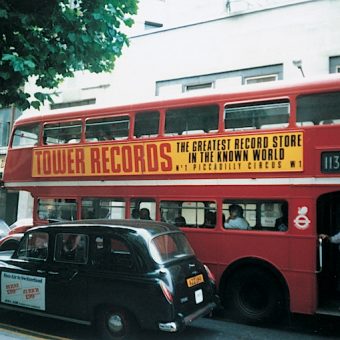 TOWER RECORDS
THE GREATEST RECORD STORE
IN THE KNOWN WORLD
Nº1 PICCADILLY CIRCUS W1
113